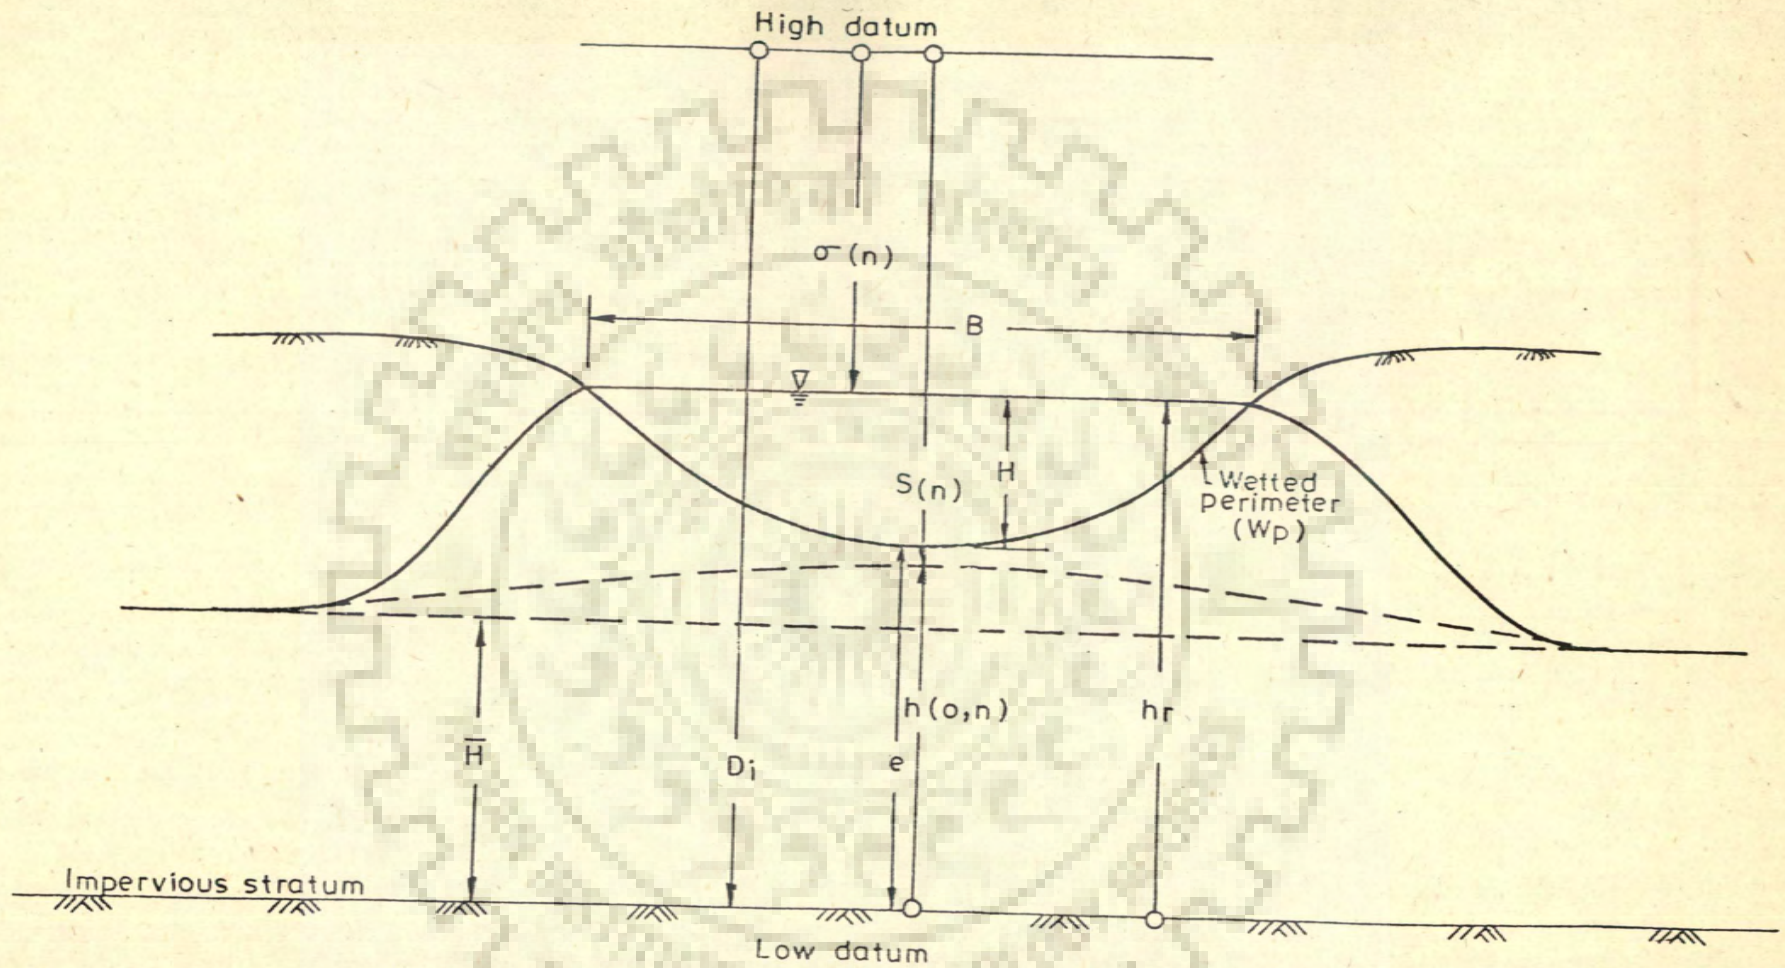 High datum
σ(n)
B
S(n)
H
Wetted
perimeter
(Wp)
h(o,n)
hr
H̅
Di
e
Impervious stratum
Low datum